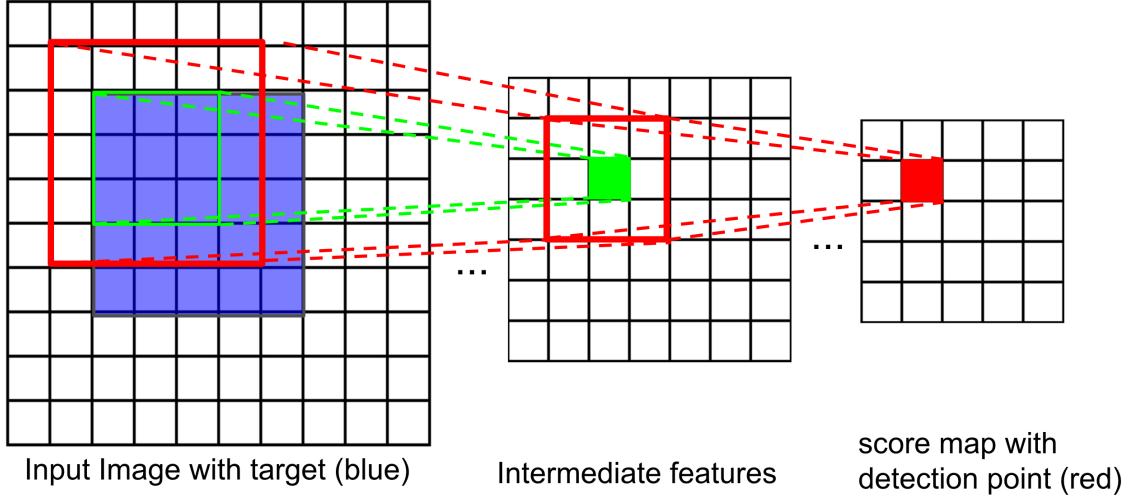 ...
...
Input Image with target (blue)
Intermediate features
score map with
detection point (red)